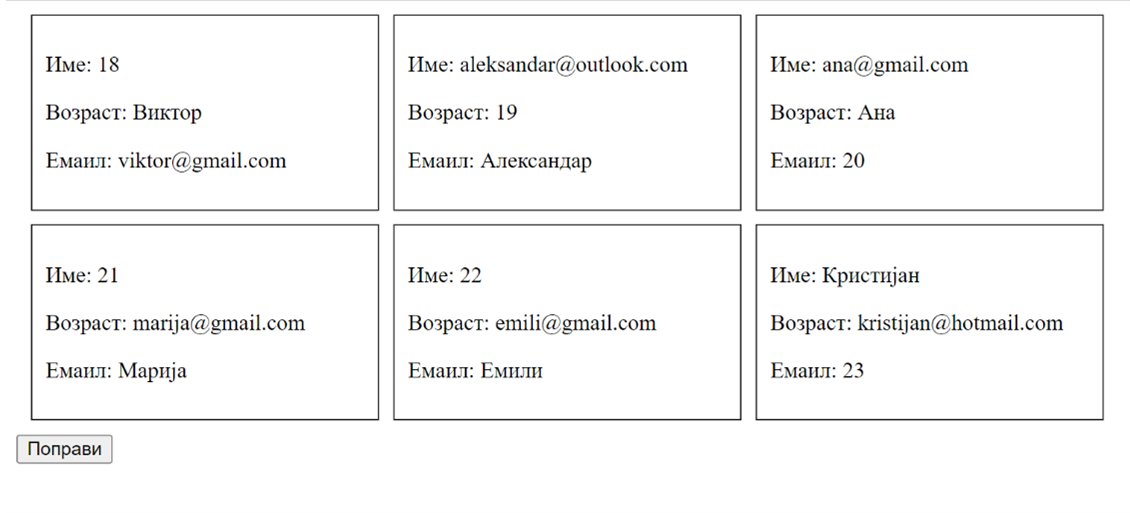 Име: 18
Возраст: Виктор
Емаил: viktor@gmail.com
Име: aleksandar@outlook.com
Возраст: 19
Емаил: Александар
Име: ana@gmail.com
Возраст: Ана
Емаил: 20
Име: 21
Возраст: marija@gmail.com
Емаил: Марија
Име: 22
Возраст: emili@gmail.com
Емаил: Емили
Име: Кристијан
Возраст: kristijan@hotmail.com
Емаил: 23
Поправи